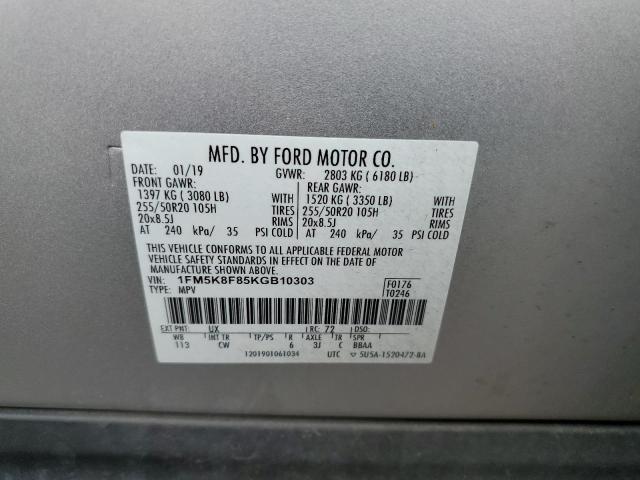 MFD. BY FORD MOTOR CO.
DATE: 01/19 GVWR: 2803 KG ( 6180 LB)
FRONT GAWR: REAR GAWR:
1397 KG ( 3080 LB) 1520 KG ( 3350 LB)
255/50R20 105H TIRES 255/50R20 105H TIRES
20x8.5J RIMS 20x8.5J RIMS
AT 240 kPa/ 35 PSI COLD AT 240 kPa/ 35 PSI COLD
THIS VEHICLE CONFORMS TO ALL APPLICABLE FEDERAL MOTOR
VEHICLE SAFETY STANDARDS IN EFFECT ON THE DATE OF
MANUFACTURE SHOWN ABOVE.
VIN: 1FM5K8F85KGB10303 F0176
TYPE: MPV T0246
EXT PNT: UX RC: 72 DSO:
WB INT TR TP/PS R AXLE TR SPR
113 CW 6 3J C BBAA
1201901061034 UTC ▽ 5U5A-1520472-BA